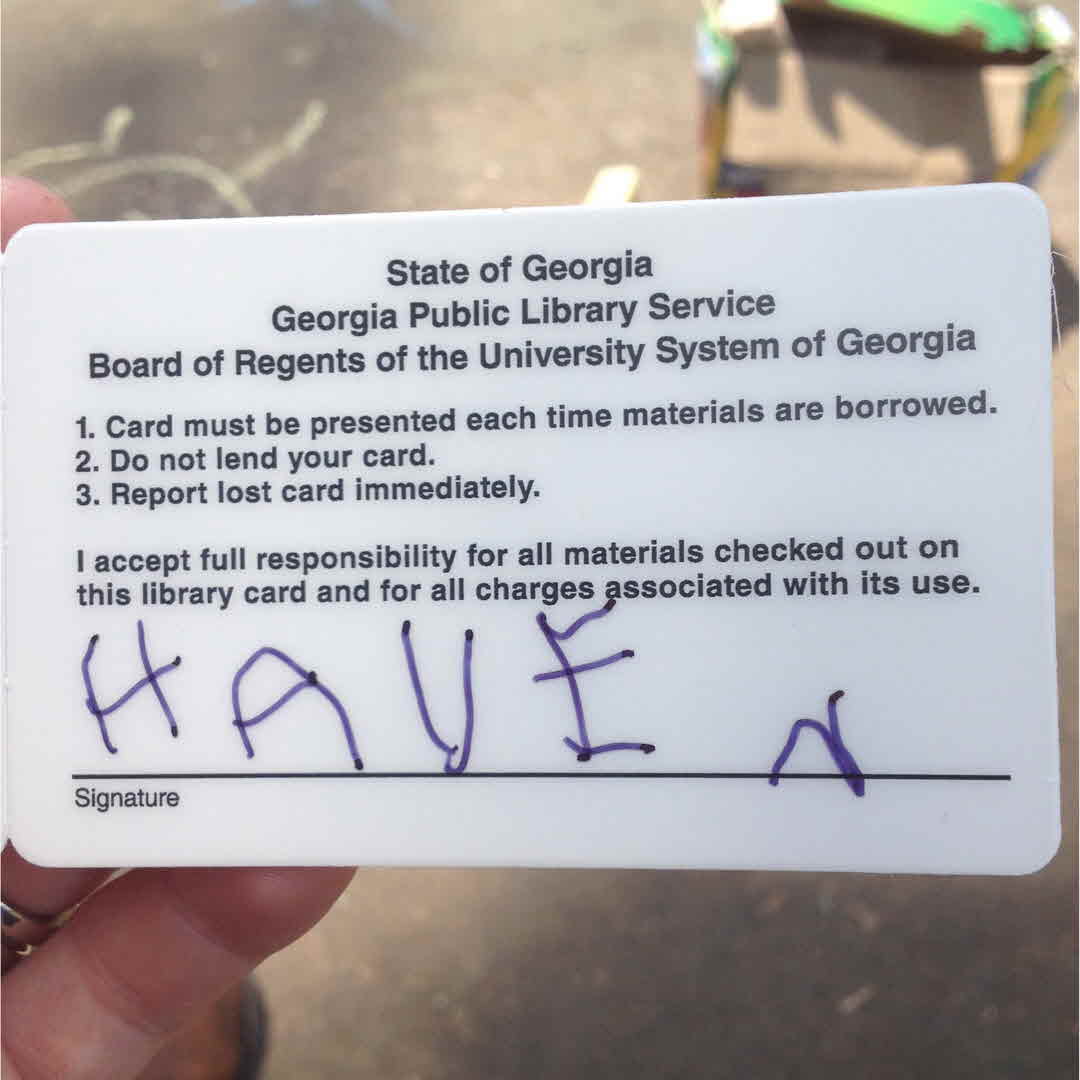 State of Georgia
Georgia Public Library Service
Board of Regents of the University System of Georgia
1. Card must be presented each time materials are borrowed.
2. Do not lend your card.
3. Report lost card immediately.
I accept full responsibility for all materials checked out on
this library card and for all charges associated with its use.
HAVEN
Signature